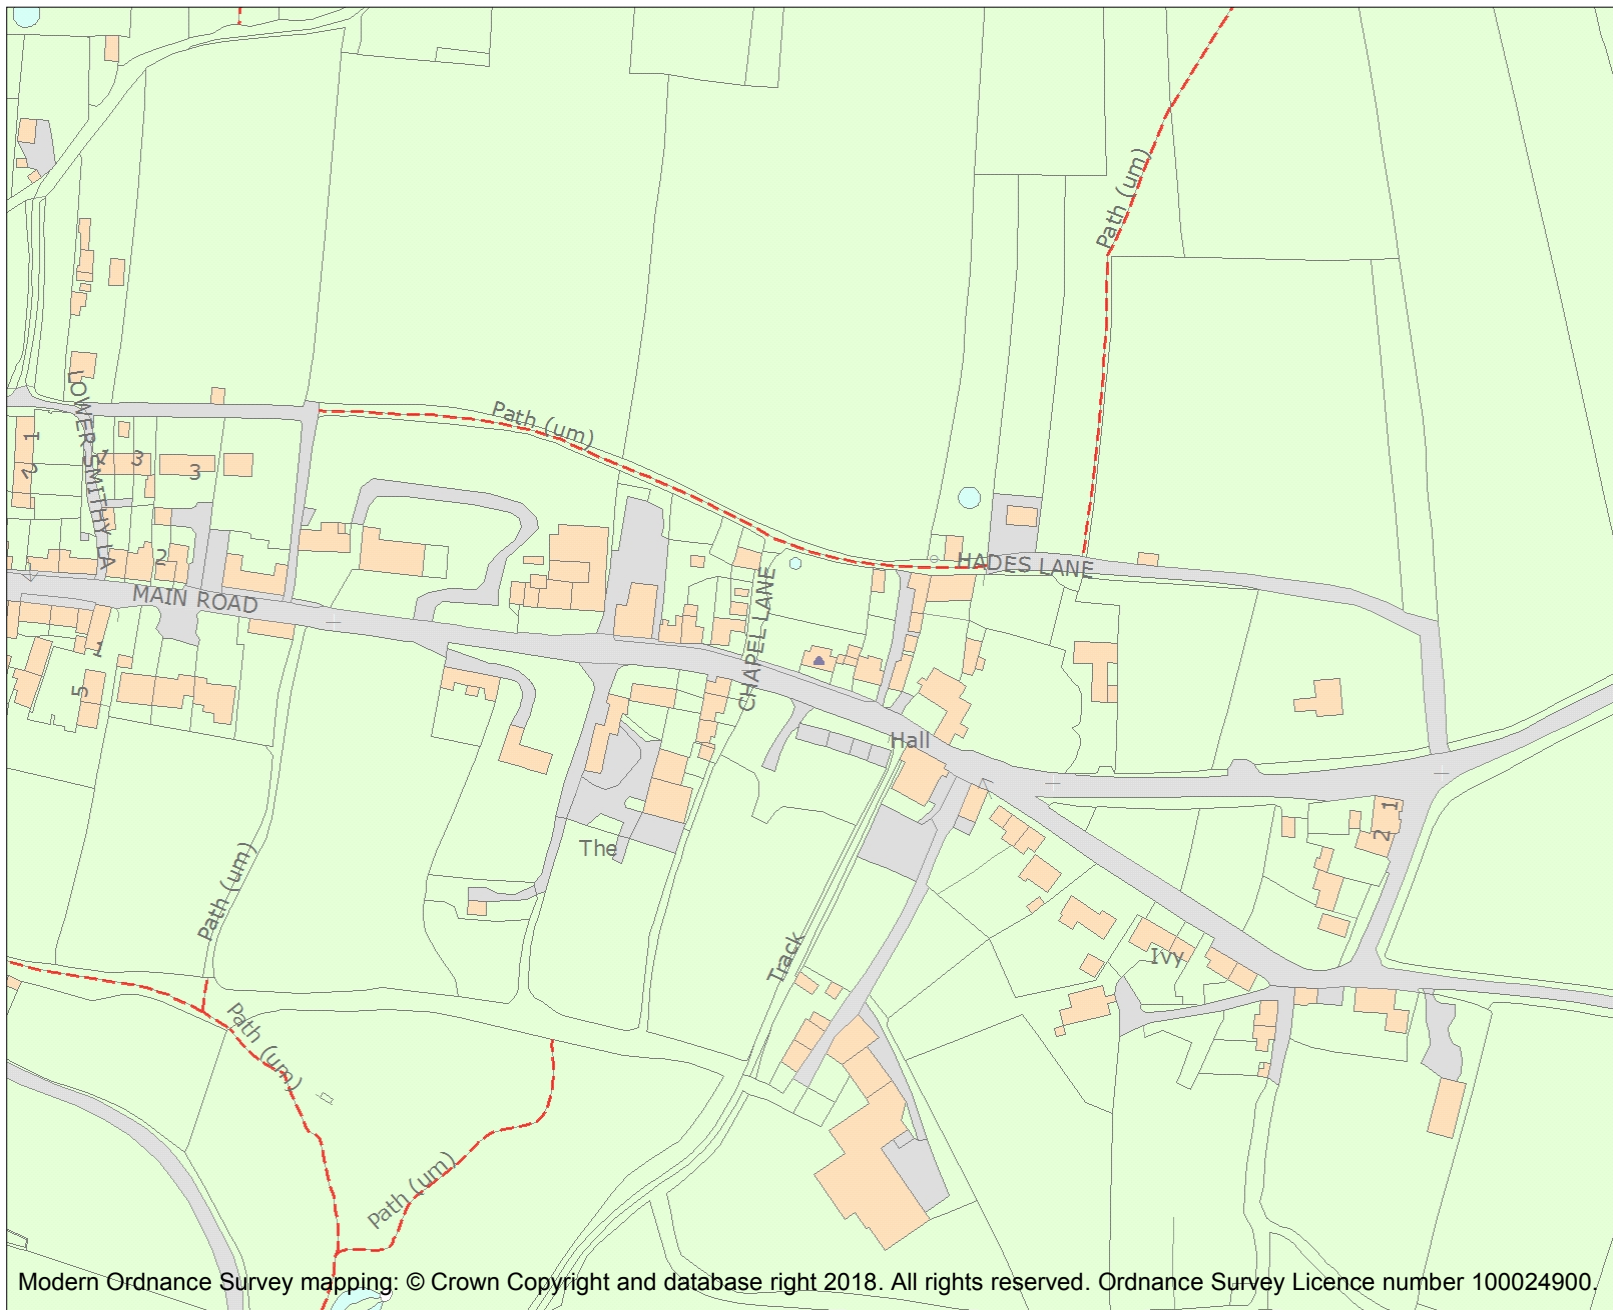 Path (um)
Path (um)
LOWER SMITHY LA
1
2
1
3
3
2
HADES LANE
MAIN ROAD
CHAPEL LANE
1
5
Hall
The
1
2
Path (um)
Track
Ivy
Path (um)
Path (um)
Modern Ordnance Survey mapping: © Crown Copyright and database right 2018. All rights reserved. Ordnance Survey Licence number 100024900.